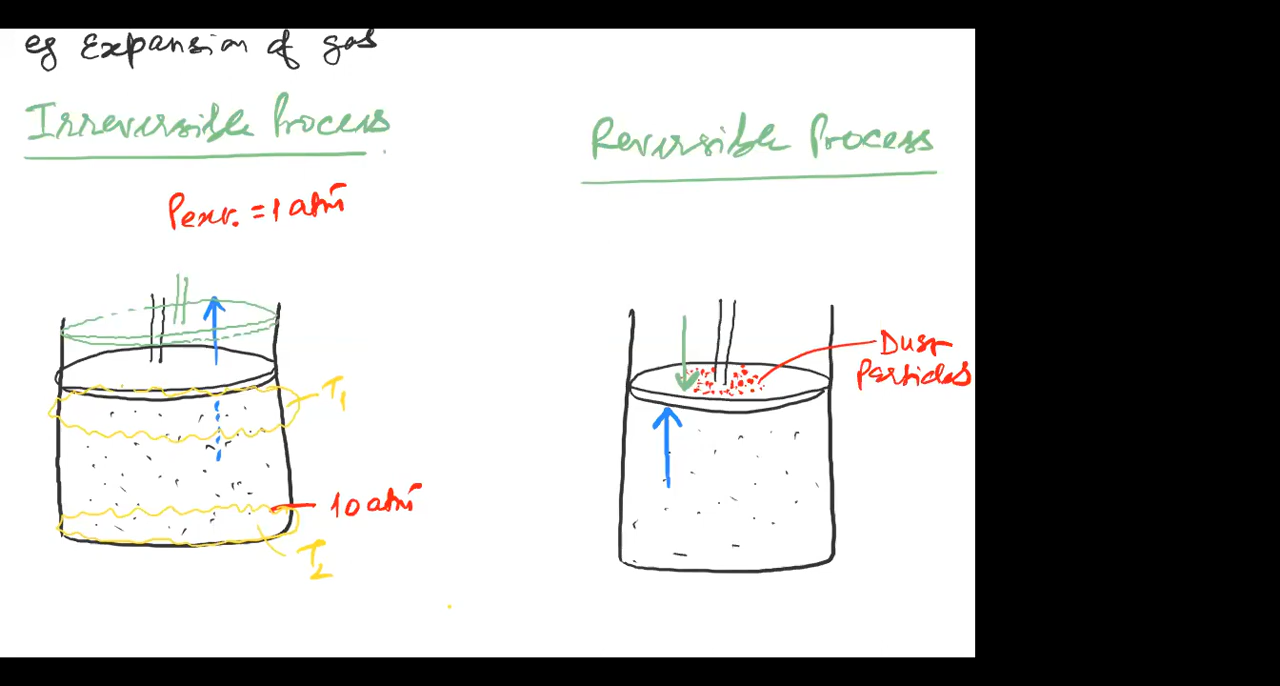 eg Expansion of gas
Irreversible Process
Reversible Process
Pext. = 1 atm
Dust
Particles
T1
10 atm
T2